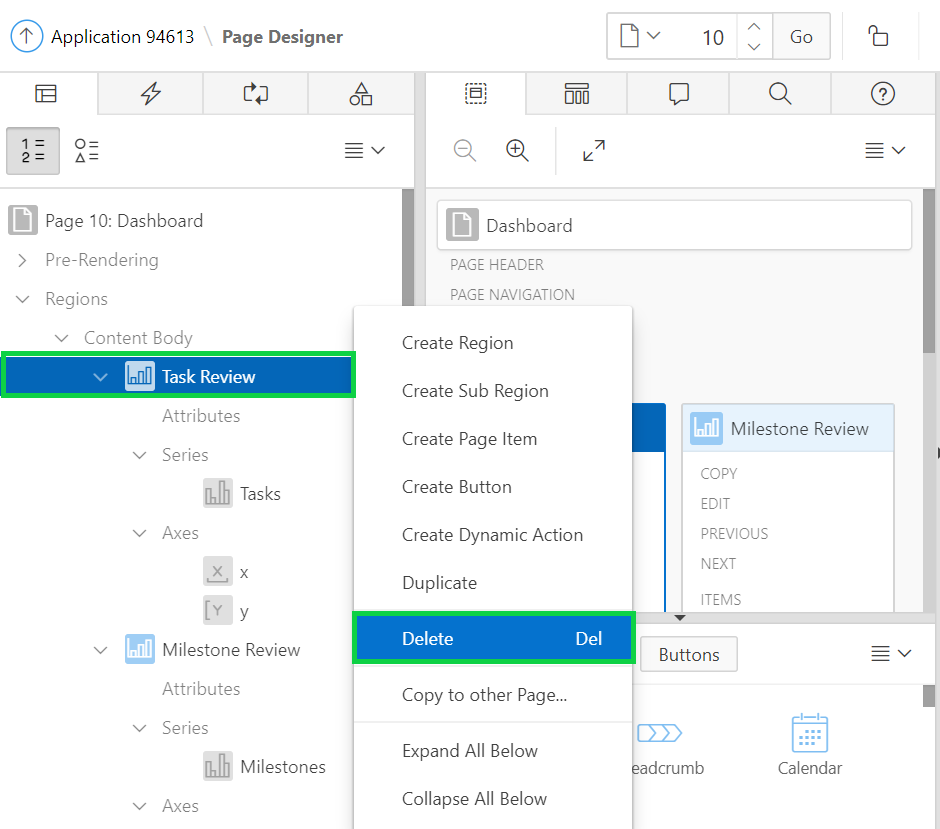 Application 94613 \ Page Designer
10
Go
1 =
2 =
Page 10: Dashboard
Pre-Rendering
Regions
Content Body
Task Review
Attributes
Series
Tasks
Axes
x
y
Milestone Review
Attributes
Series
Milestones
Axes
Create Region
Create Sub Region
Create Page Item
Create Button
Create Dynamic Action
Duplicate
Delete Del
Copy to other Page...
Expand All Below
Collapse All Below
Dashboard
PAGE HEADER
PAGE NAVIGATION
Milestone Review
COPY
EDIT
PREVIOUS
NEXT
ITEMS
Buttons
eadcrumb
Calendar